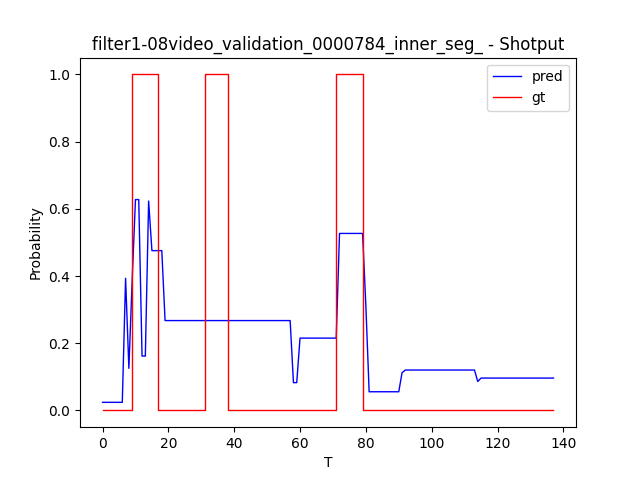 filter1-08video_validation_0000784_inner_seg_ - Shotput
pred
gt
1.0
0.8
0.6
0.4
0.2
0.0
Probability
0 20 40 60 80 100 120 140
T